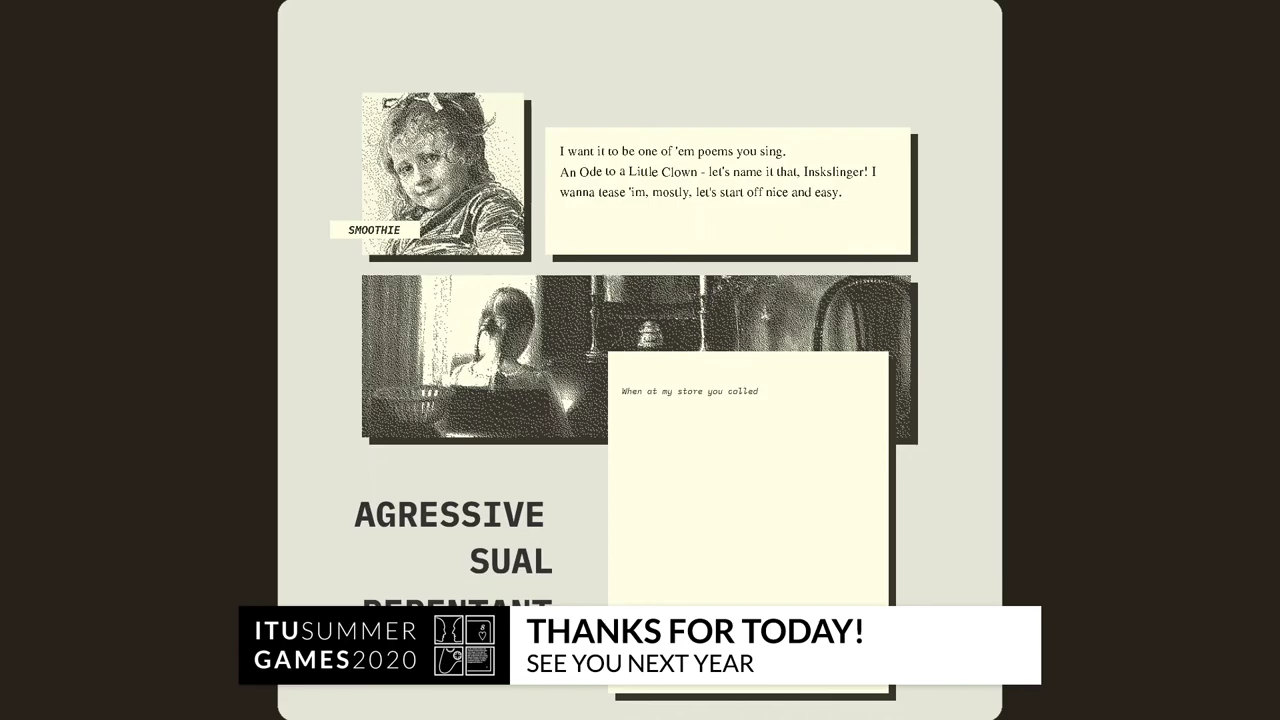 I want it to be one of 'em poems you sing.
An Ode to a Little Clown - let's name it that, Inskslinger! I
wanna tease 'im, mostly, let's start off nice and easy.
SMOOTHIE
When at my store you called
AGRESSIVE
SUAL
ITUSUMMER
GAMES2020
THANKS FOR TODAY!
SEE YOU NEXT YEAR